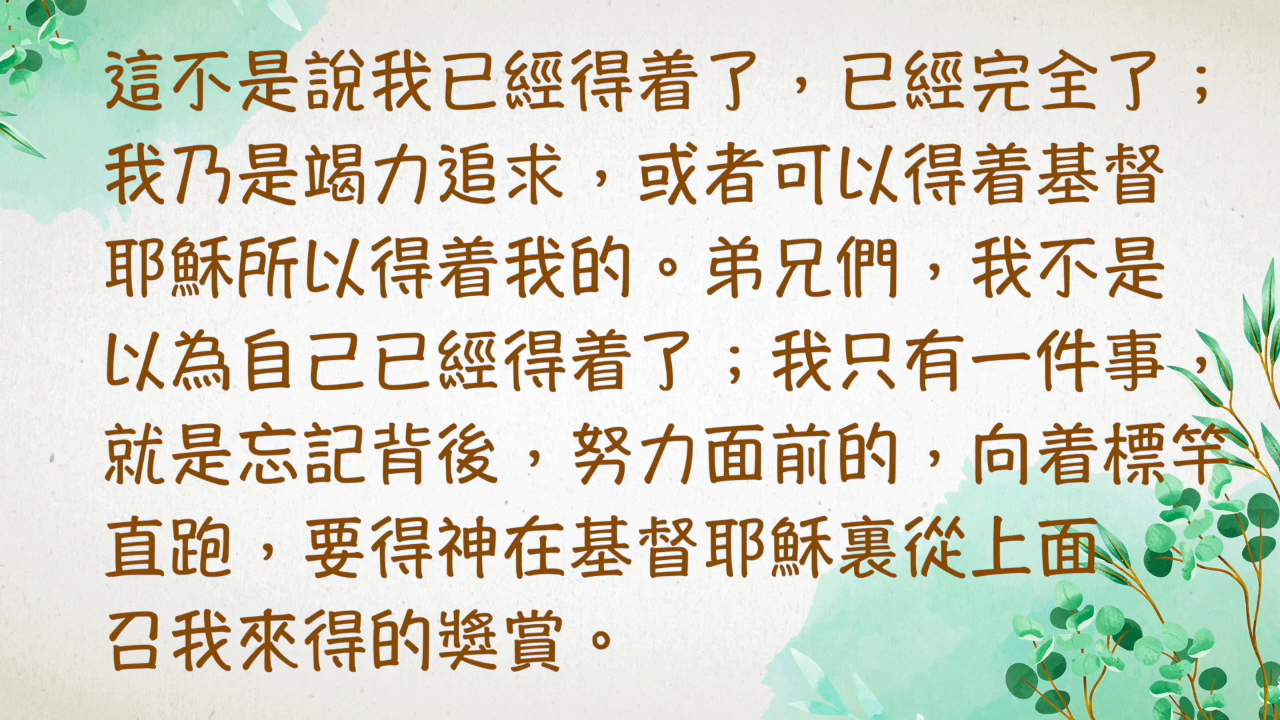 這不是說我已經得着了，已經完全了；
我乃是竭力追求，或者可以得着基督
耶穌所以得着我的。弟兄們，我不是
以為自己已經得着了；我只有一件事，
就是忘記背後，努力面前的，向着標竿
直跑，要得神在基督耶穌裏從上面
召我來得的獎賞。